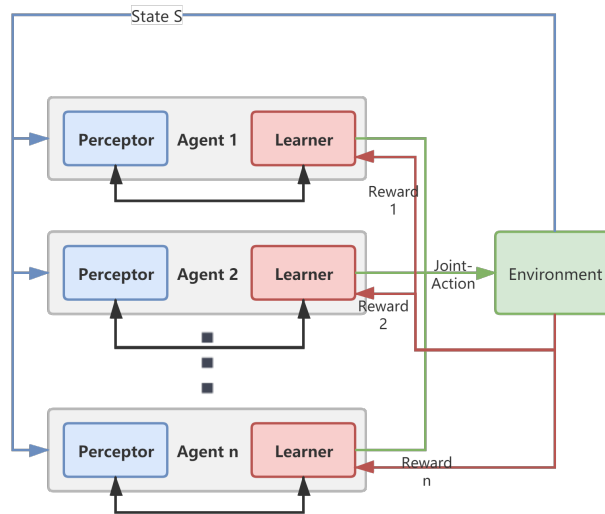 State S
Perceptor
Agent 1
Learner
Reward
1
Perceptor
Agent 2
Learner
Joint-
Action
Environment
Reward
2
Perceptor
Agent n
Learner
Reward
n